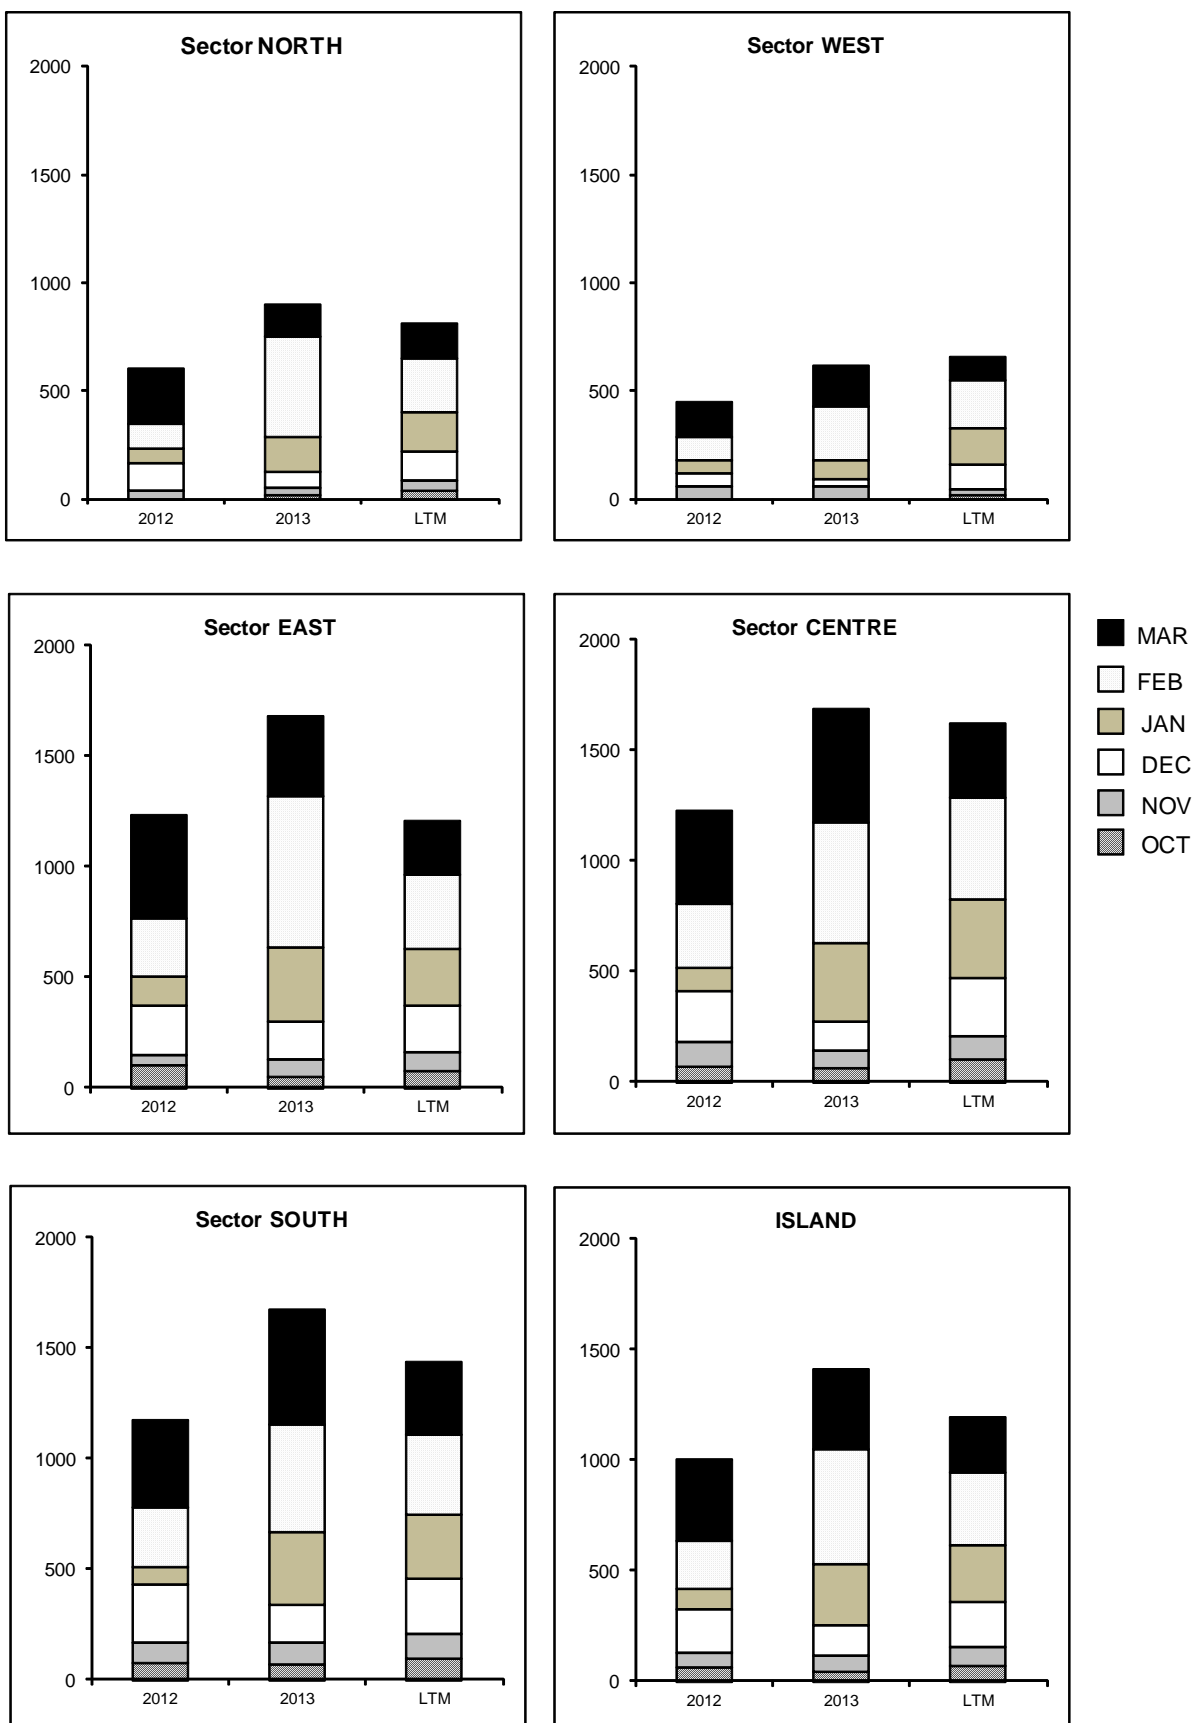 Sector NORTH
2000
1500
1000
500
0
2012 2013 LTM
Sector WEST
2000
1500
1000
500
0
2012 2013 LTM
Sector EAST
2000
1500
1000
500
0
2012 2013 LTM
Sector CENTRE
2000
1500
1000
500
0
2012 2013 LTM
MAR
FEB
JAN
DEC
NOV
OCT
Sector SOUTH
2000
1500
1000
500
0
2012 2013 LTM
ISLAND
2000
1500
1000
500
0
2012 2013 LTM